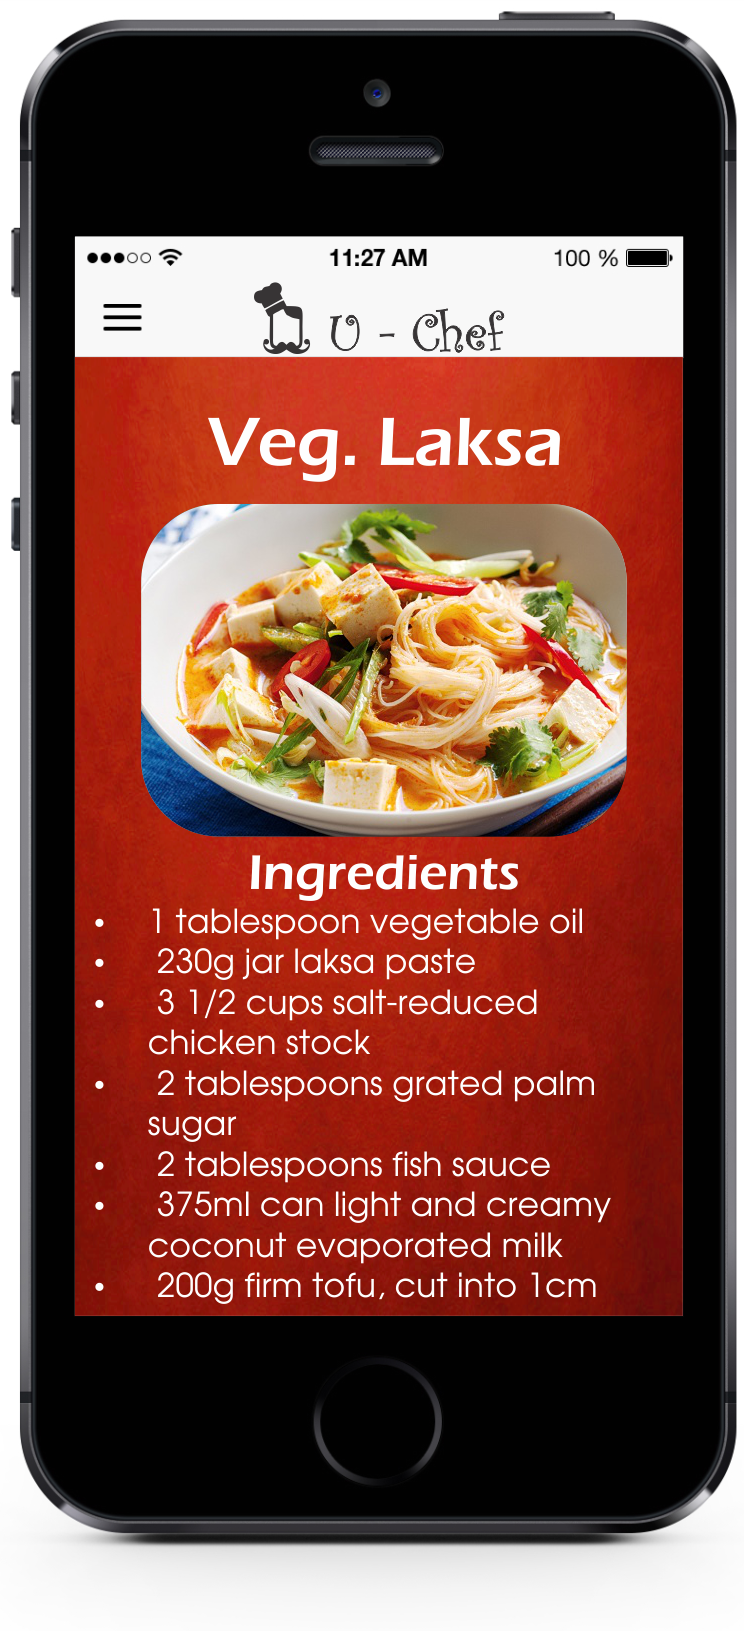 11:27 AM
100 %
U - Chef
Veg. Laksa
Ingredients
• 1 tablespoon vegetable oil
• 230g jar laksa paste
• 3 1/2 cups salt-reduced
chicken stock
• 2 tablespoons grated palm
sugar
• 2 tablespoons fish sauce
• 375ml can light and creamy
coconut evaporated milk
• 200g firm tofu, cut into 1cm